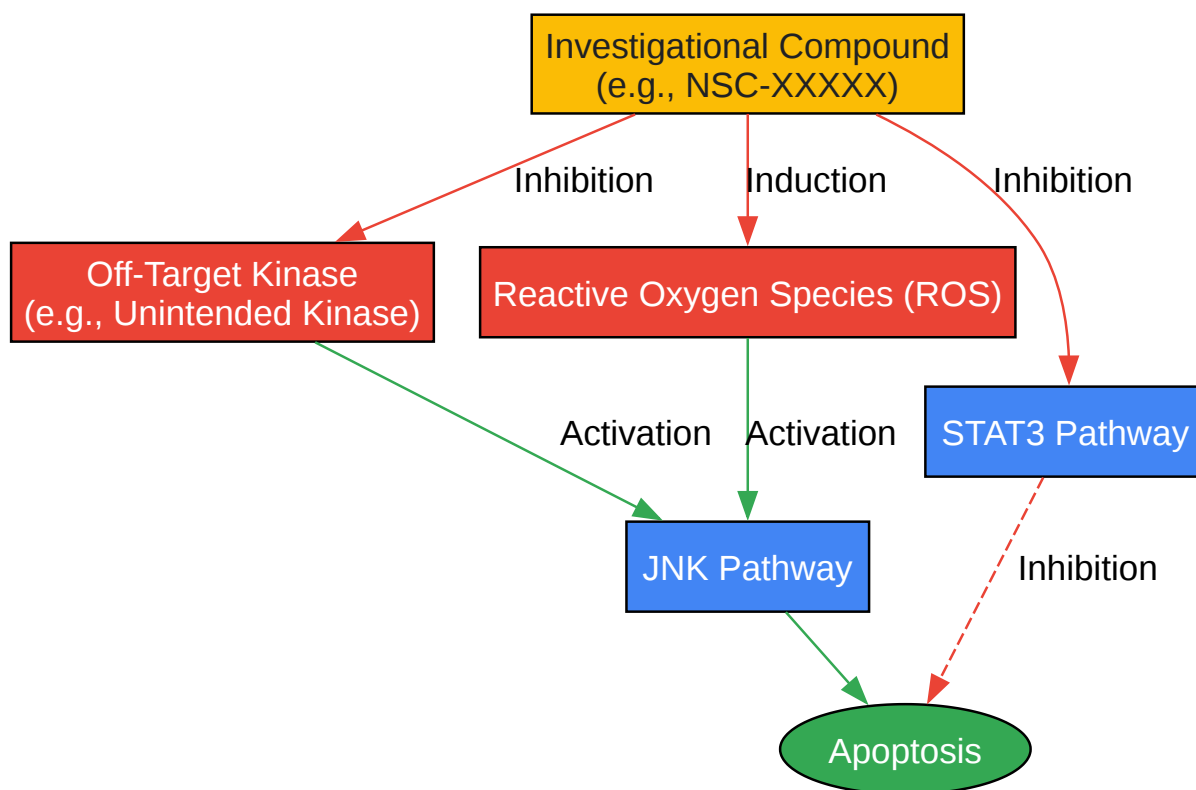 Investigational Compound
(e.g., NSC-XXXXX)
Inhibition
Induction
Inhibition
Off-Target Kinase
(e.g., Unintended Kinase)
Reactive Oxygen Species (ROS)
Activation
Activation
STAT3 Pathway
JNK Pathway
Inhibition
Apoptosis